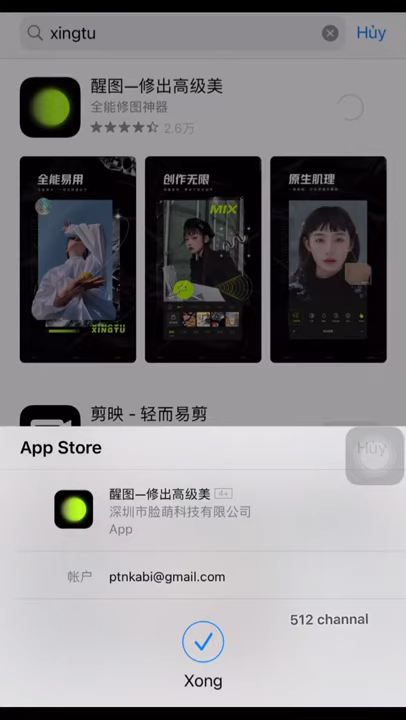 xingtu
Hủy
醒图—修出高级美
全能修图神器
2.6万
全能易用
创作无限
原生肌理
MIX
XINGTU
剪映 - 轻而易剪
App Store
Hủy
醒图—修出高级美 4+
深圳市脸萌科技有限公司
App
帐户 ptnkabi@gmail.com
512 channal
Xong